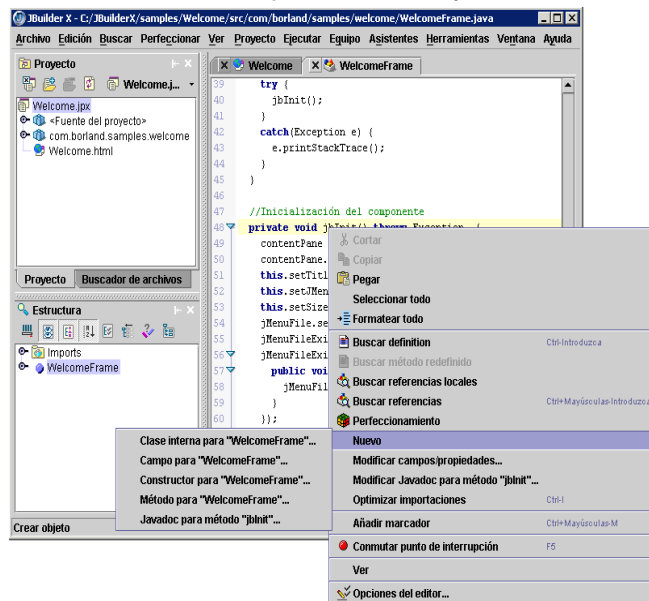 JBuilder X - C:/JBuilderX/samples/Welcome/src/com/borland/samples/welcome/WelcomeFrame.java
Archivo Edición Buscar Perfeccionar Ver Proyecto Ejecutar Equipo Asistentes Herramientas Ventana Ayuda
Proyecto
Welcome.j...
Welcome.jpx
<Fuente del proyecto>
com.borland.samples.welcome
Welcome.html
Proyecto Buscador de archivos
Estructura
Imports
WelcomeFrame
Welcome WelcomeFrame
39 try {
40 jbInit();
41 }
42 catch(Exception e) {
43 e.printStackTrace();
44 }
45 }
46
47 //Inicialización del componente
48 private void jbInit() throws Exception {
49 contentPane
50 contentPane.
51 this.setTitl
52 this.setJMen
53 this.setSize
54 jMenuFile.se
55 jMenuFileExi
56 jMenuFileExi
57 public voi
58 jMenuFil
59 }
60 });
Cortar
Copiar
Pegar
Seleccionar todo
Formatear todo
Buscar definition Ctrl-Introduzca
Buscar método redefinido
Buscar referencias locales
Buscar referencias Ctrl+Mayúsculas-Introduzca
Perfeccionamiento
Nuevo
Modificar campos/propiedades...
Modificar Javadoc para método "jbInit"...
Optimizar importaciones Ctrl-I
Añadir marcador Ctrl+Mayúsculas-M
Conmutar punto de interrupción F5
Ver
Opciones del editor...
Clase interna para "WelcomeFrame"...
Campo para "WelcomeFrame"...
Constructor para "WelcomeFrame"...
Método para "WelcomeFrame"...
Javadoc para método "jbInit"...
Crear objeto